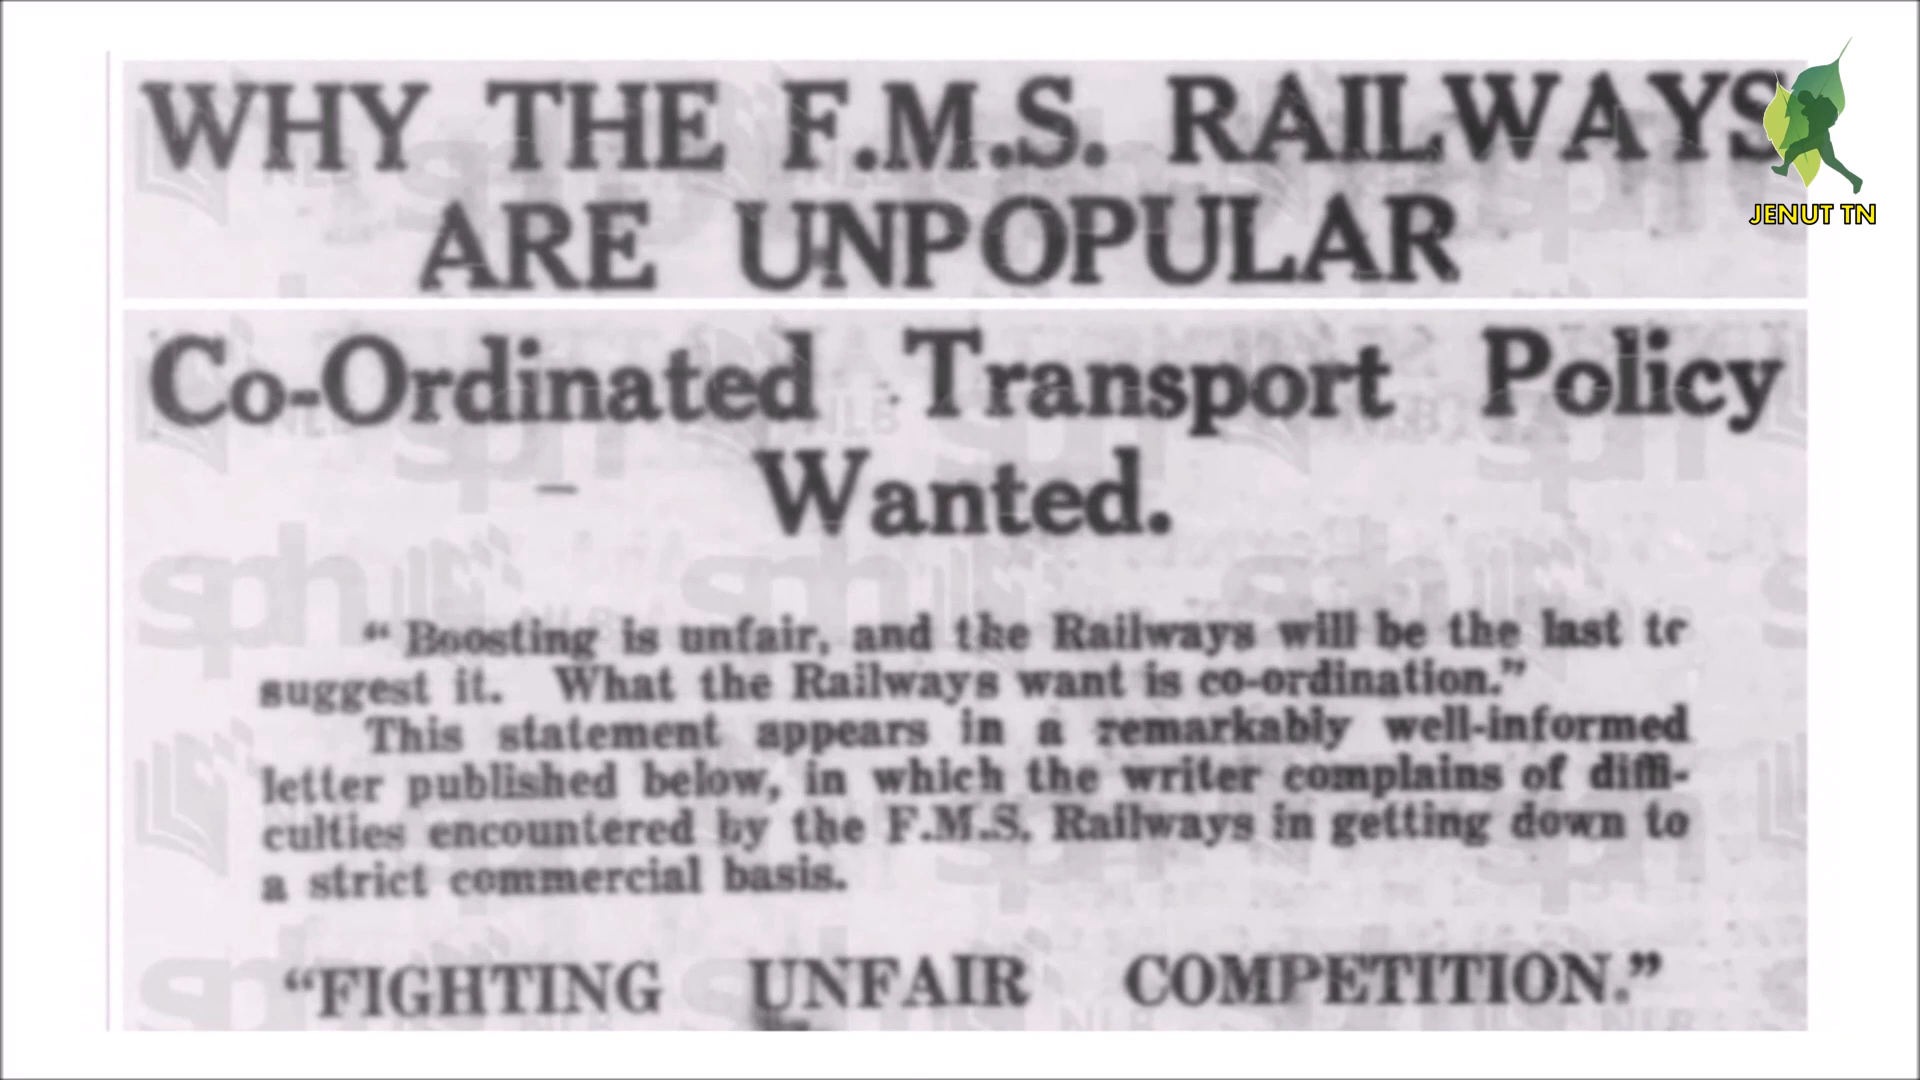 WHY THE F.M.S. RAILWAYS
ARE UNPOPULAR
JENUT TN
Co-Ordinated Transport Policy
Wanted.
“Boosting is unfair, and the Railways will be the last to
suggest it. What the Railways want is co-ordination.”
This statement appears in a remarkably well-informed
letter published below, in which the writer complains of diffi-
culties encountered by the F.M.S. Railways in getting down to
a strict commercial basis.
“FIGHTING UNFAIR COMPETITION.”
sph
NLB